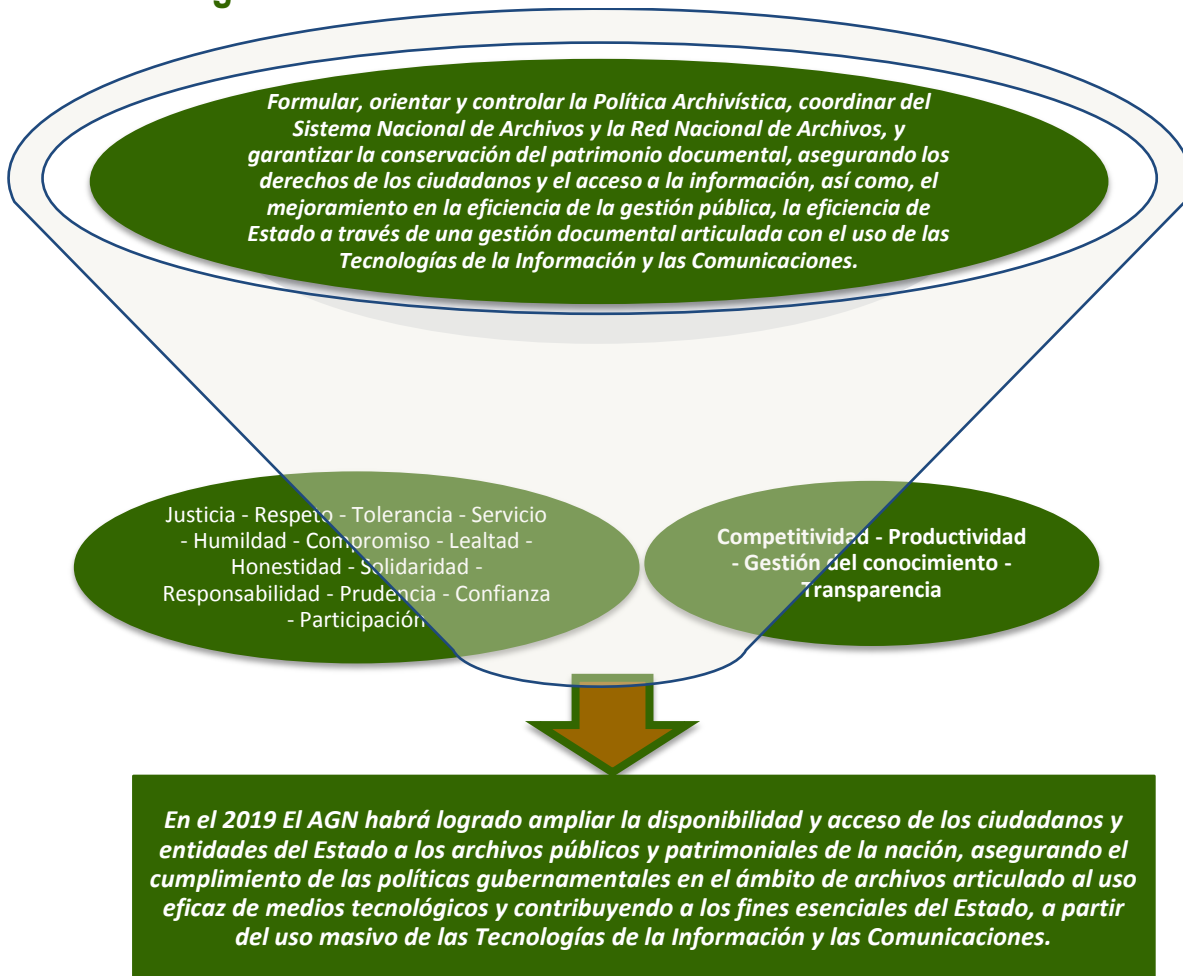 Formular, orientar y controlar la Política Archivística, coordinar del
Sistema Nacional de Archivos y la Red Nacional de Archivos, y
garantizar la conservación del patrimonio documental, asegurando los
derechos de los ciudadanos y el acceso a la información, así como, el
mejoramiento en la eficiencia de la gestión pública, la eficiencia de
Estado a través de una gestión documental articulada con el uso de las
Tecnologías de la Información y las Comunicaciones.
Justicia - Respeto - Tolerancia - Servicio
- Humildad - Compromiso - Lealtad -
Honestidad - Solidaridad -
Responsabilidad - Prudencia - Confianza
- Participación
Competitividad - Productividad
- Gestión del conocimiento -
Transparencia
En el 2019 El AGN habrá logrado ampliar la disponibilidad y acceso de los ciudadanos y
entidades del Estado a los archivos públicos y patrimoniales de la nación, asegurando el
cumplimiento de las políticas gubernamentales en el ámbito de archivos articulado al uso
eficaz de medios tecnológicos y contribuyendo a los fines esenciales del Estado, a partir
del uso masivo de las Tecnologías de la Información y las Comunicaciones.